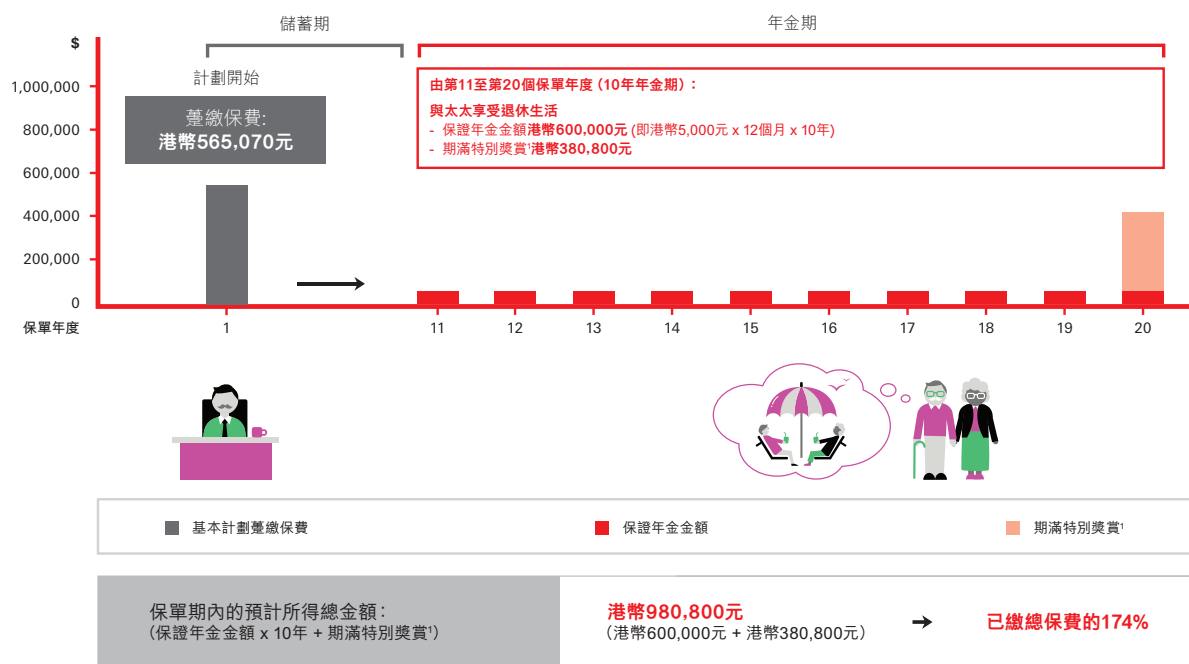 儲蓄期
年金期
$
1,000,000
800,000
600,000
400,000
200,000
0
計劃開始
躉繳保費:
港幣565,070元
由第11至第20個保單年度 (10年年金期) :
與太太享受退休生活
- 保證年金金額港幣600,000元 (即港幣5,000元 x 12個月 x 10年)
- 期滿特別獎賞¹港幣380,800元
保單年度
1
11
12
13
14
15
16
17
18
19
20
基本計劃躉繳保費
保證年金金額
期滿特別獎賞¹
保單期內的預計所得總金額:
(保證年金金額 x 10年 + 期滿特別獎賞¹)
港幣980,800元
(港幣600,000元 + 港幣380,800元)
已繳總保費的174%